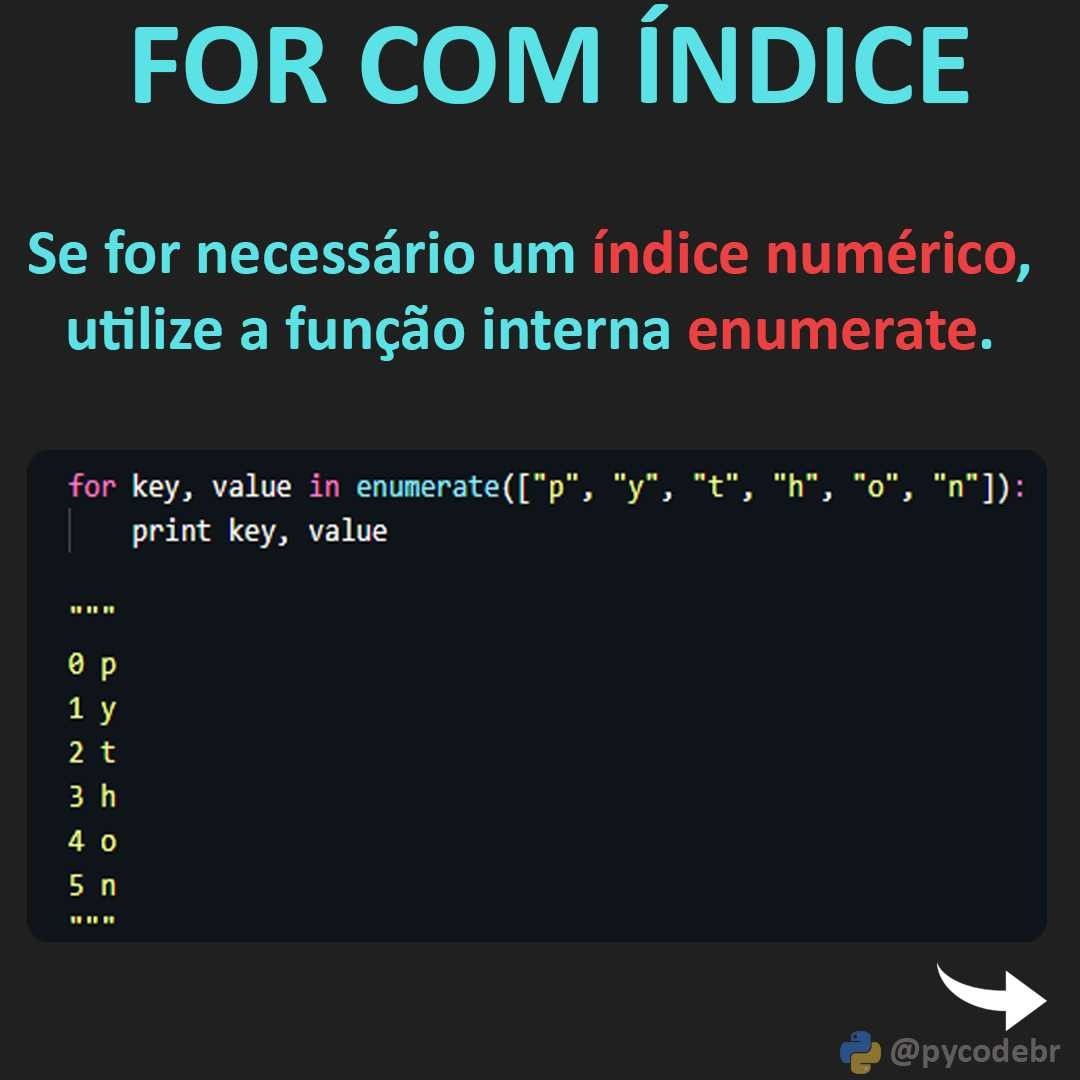 FOR COM ÍNDICE
Se for necessário um índice numérico,
utilize a função interna enumerate.
for key, value in enumerate(["p", "y", "t", "h", "o", "n"]):
    print key, value
"""
0 p
1 y
2 t
3 h
4 o
5 n
"""
@pycodebr